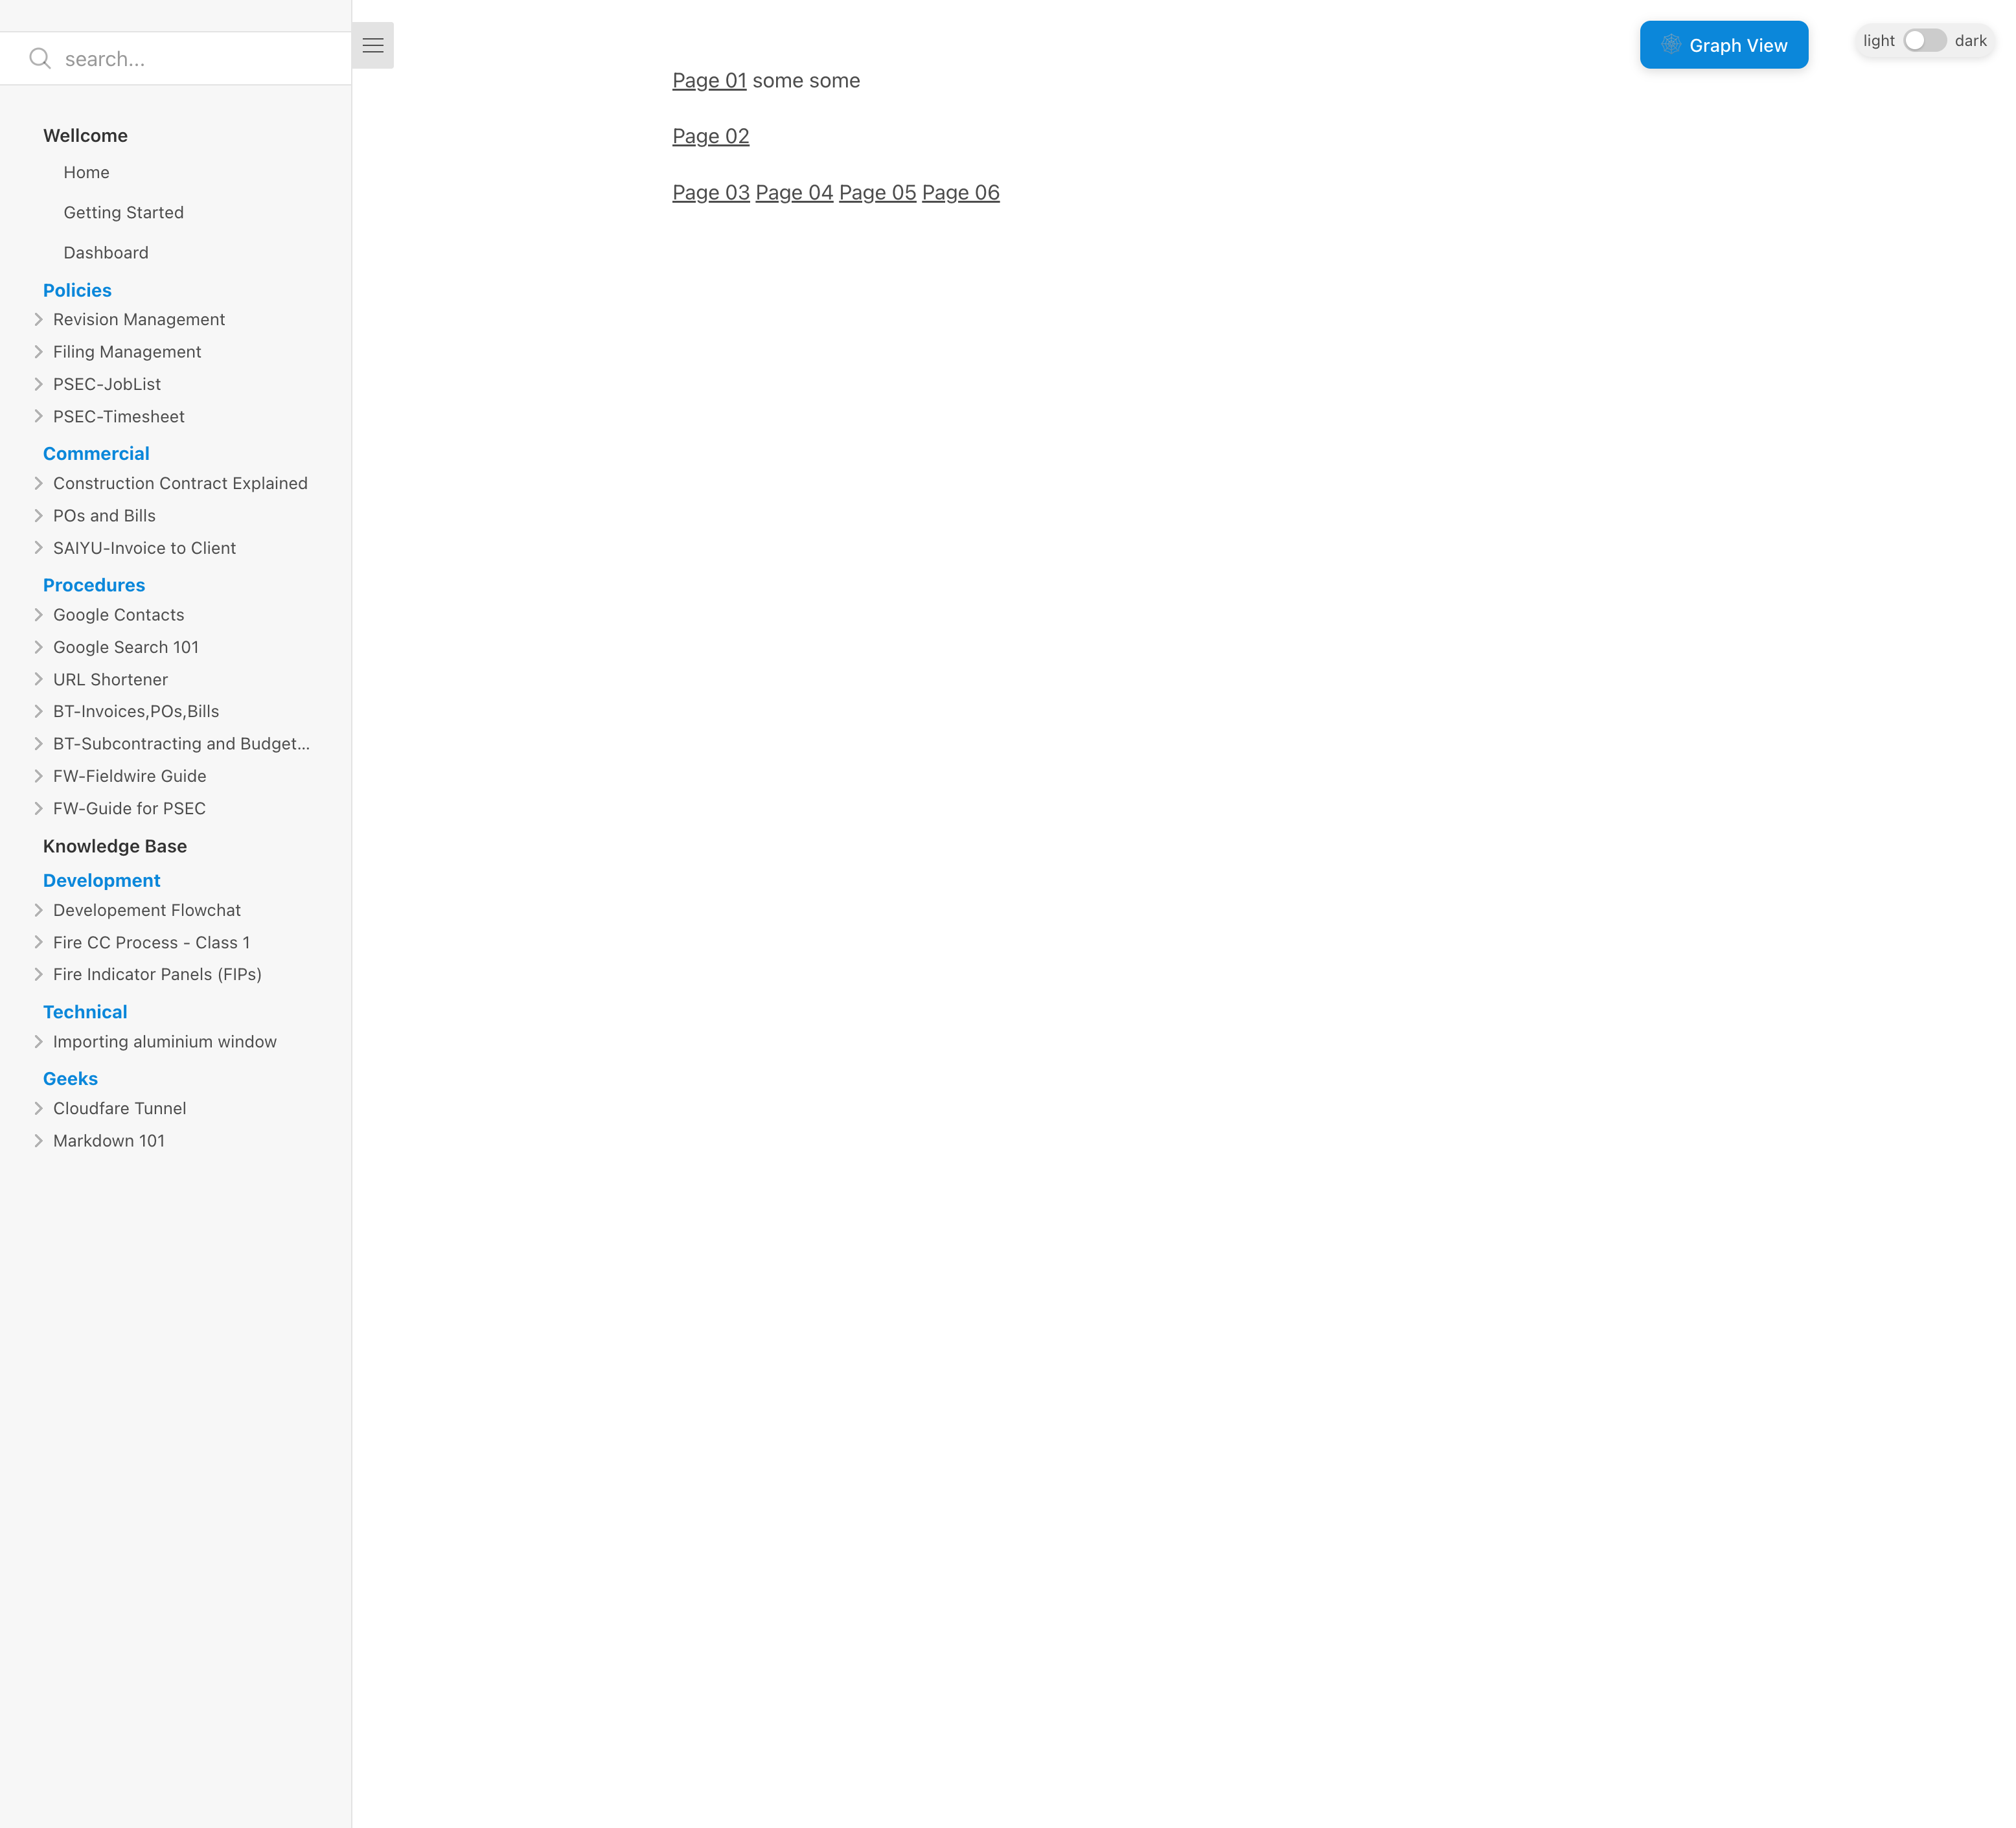 search...
Wellcome
Home
Getting Started
Dashboard
Policies
Revision Management
Filing Management
PSEC-JobList
PSEC-Timesheet
Commercial
Construction Contract Explained
POs and Bills
SAIYU-Invoice to Client
Procedures
Google Contacts
Google Search 101
URL Shortener
BT-Invoices,POs,Bills
BT-Subcontracting and Budget...
FW-Fieldwire Guide
FW-Guide for PSEC
Knowledge Base
Development
Developement Flowchat
Fire CC Process - Class 1
Fire Indicator Panels (FIPs)
Technical
Importing aluminium window
Geeks
Cloudfare Tunnel
Markdown 101
Page 01 some some
Page 02
Page 03 Page 04 Page 05 Page 06
Graph View
light dark